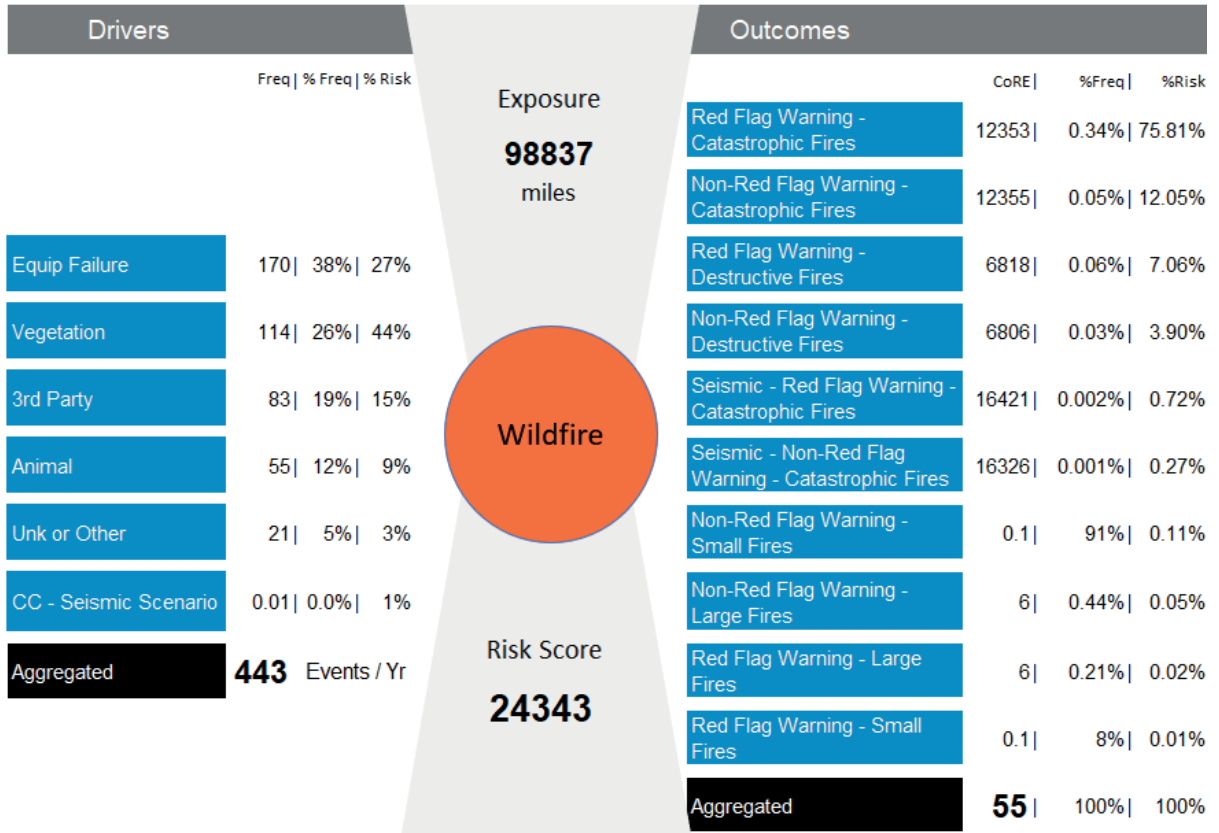 Drivers
Freq| % Freq| % Risk
Equip Failure 170| 38%| 27%
Vegetation 114| 26%| 44%
3rd Party 83| 19%| 15%
Animal 55| 12%| 9%
Unk or Other 21| 5%| 3%
CC - Seismic Scenario 0.01| 0.0%| 1%
Aggregated 443 Events / Yr
Exposure
98837
miles
Wildfire
Risk Score
24343
Outcomes
CoRE| %Freq| %Risk
Red Flag Warning -
Catastrophic Fires 12353| 0.34%| 75.81%
Non-Red Flag Warning -
Catastrophic Fires 12355| 0.05%| 12.05%
Red Flag Warning -
Destructive Fires 6818| 0.06%| 7.06%
Non-Red Flag Warning -
Destructive Fires 6806| 0.03%| 3.90%
Seismic - Red Flag Warning -
Catastrophic Fires 16421| 0.002%| 0.72%
Seismic - Non-Red Flag
Warning - Catastrophic Fires 16326| 0.001%| 0.27%
Non-Red Flag Warning -
Small Fires 0.1| 91%| 0.11%
Non-Red Flag Warning -
Large Fires 6| 0.44%| 0.05%
Red Flag Warning - Large
Fires 6| 0.21%| 0.02%
Red Flag Warning - Small
Fires 0.1| 8%| 0.01%
Aggregated 55| 100%| 100%